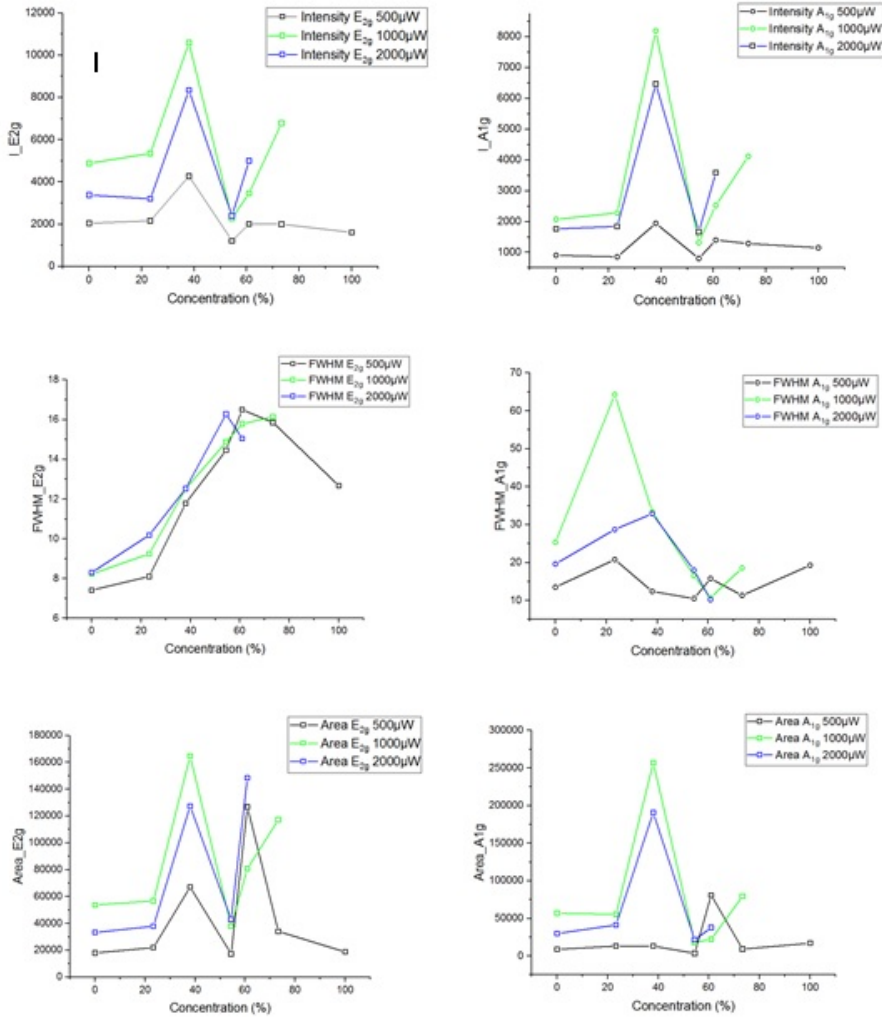 Intensity E2g 500µW
Intensity E2g 1000µW
Intensity E2g 2000µW
I
12000
10000
8000
6000
4000
2000
0
I_E2g
0 20 40 60 80 100
Concentration (%)
Intensity A1g 500µW
Intensity A1g 1000µW
Intensity A1g 2000µW
8000
7000
6000
5000
4000
3000
2000
1000
I_A1g
0 20 40 60 80 100
Concentration (%)
FWHM E2g 500µW
FWHM E2g 1000µW
FWHM E2g 2000µW
18
16
14
12
10
8
6
FWHM_E2g
0 20 40 60 80 100
Concentration (%)
FWHM A1g 500µW
FWHM A1g 1000µW
FWHM A1g 2000µW
70
60
50
40
30
20
10
FWHM_A1g
0 20 40 60 80 100
Concentration (%)
Area E2g 500µW
Area E2g 1000µW
Area E2g 2000µW
180000
160000
140000
120000
100000
80000
60000
40000
20000
0
Area_E2g
0 20 40 60 80 100
Concentration (%)
Area A1g 500µW
Area A1g 1000µW
Area A1g 2000µW
300000
250000
200000
150000
100000
50000
0
Area_A1g
0 20 40 60 80 100
Concentration (%)